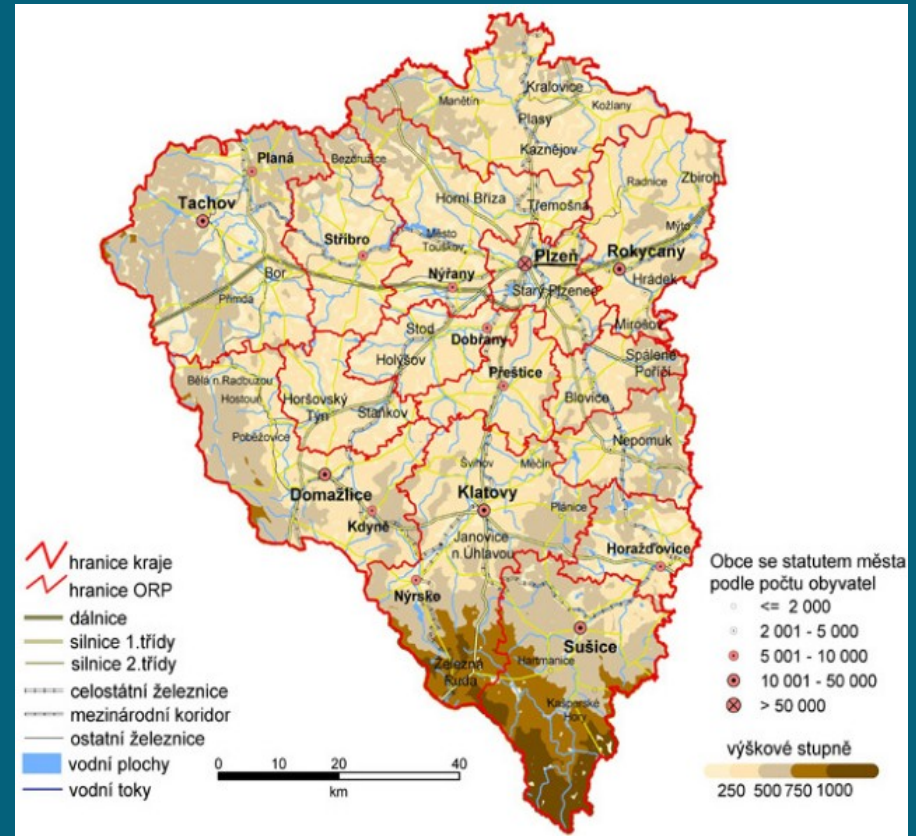 Kralovice
Manětín
Kožlany
Plasy
Kaznějov
Planá
Bezdružice
Radnice
Zbiroh
Tachov
Horní Bříza
Třemošná
Mýto
Stříbro
Město
Touškov
Plzeň
Rokycany
Bor
Nýřany
Hrádek
Přimda
Starý Plzenec
Stod
Mirošov
Dobřany
Holýšov
Spálené
Poříčí
Přeštice
Bělá n.Radbuzou
Hostouň
Horšovský
Týn
Staňkov
Blovice
Poběžovice
Nepomuk
Švihov
Měčín
Domažlice
Klatovy
Kdyně
Plánice
Janovice
n.Úhlavou
Horažďovice
Nýrsko
Sušice
Železná
Ruda
Hartmanice
Kašperské
Hory
hranice kraje
hranice ORP
dálnice
silnice 1.třídy
silnice 2.třídy
celostátní železnice
mezinárodní koridor
ostatní železnice
vodní plochy
vodní toky
0 10 20 40
km
Obce se statutem města
podle počtu obyvatel
<= 2 000
2 001 - 5 000
5 001 - 10 000
10 001 - 50 000
> 50 000
výškové stupně
250 500 750 1000